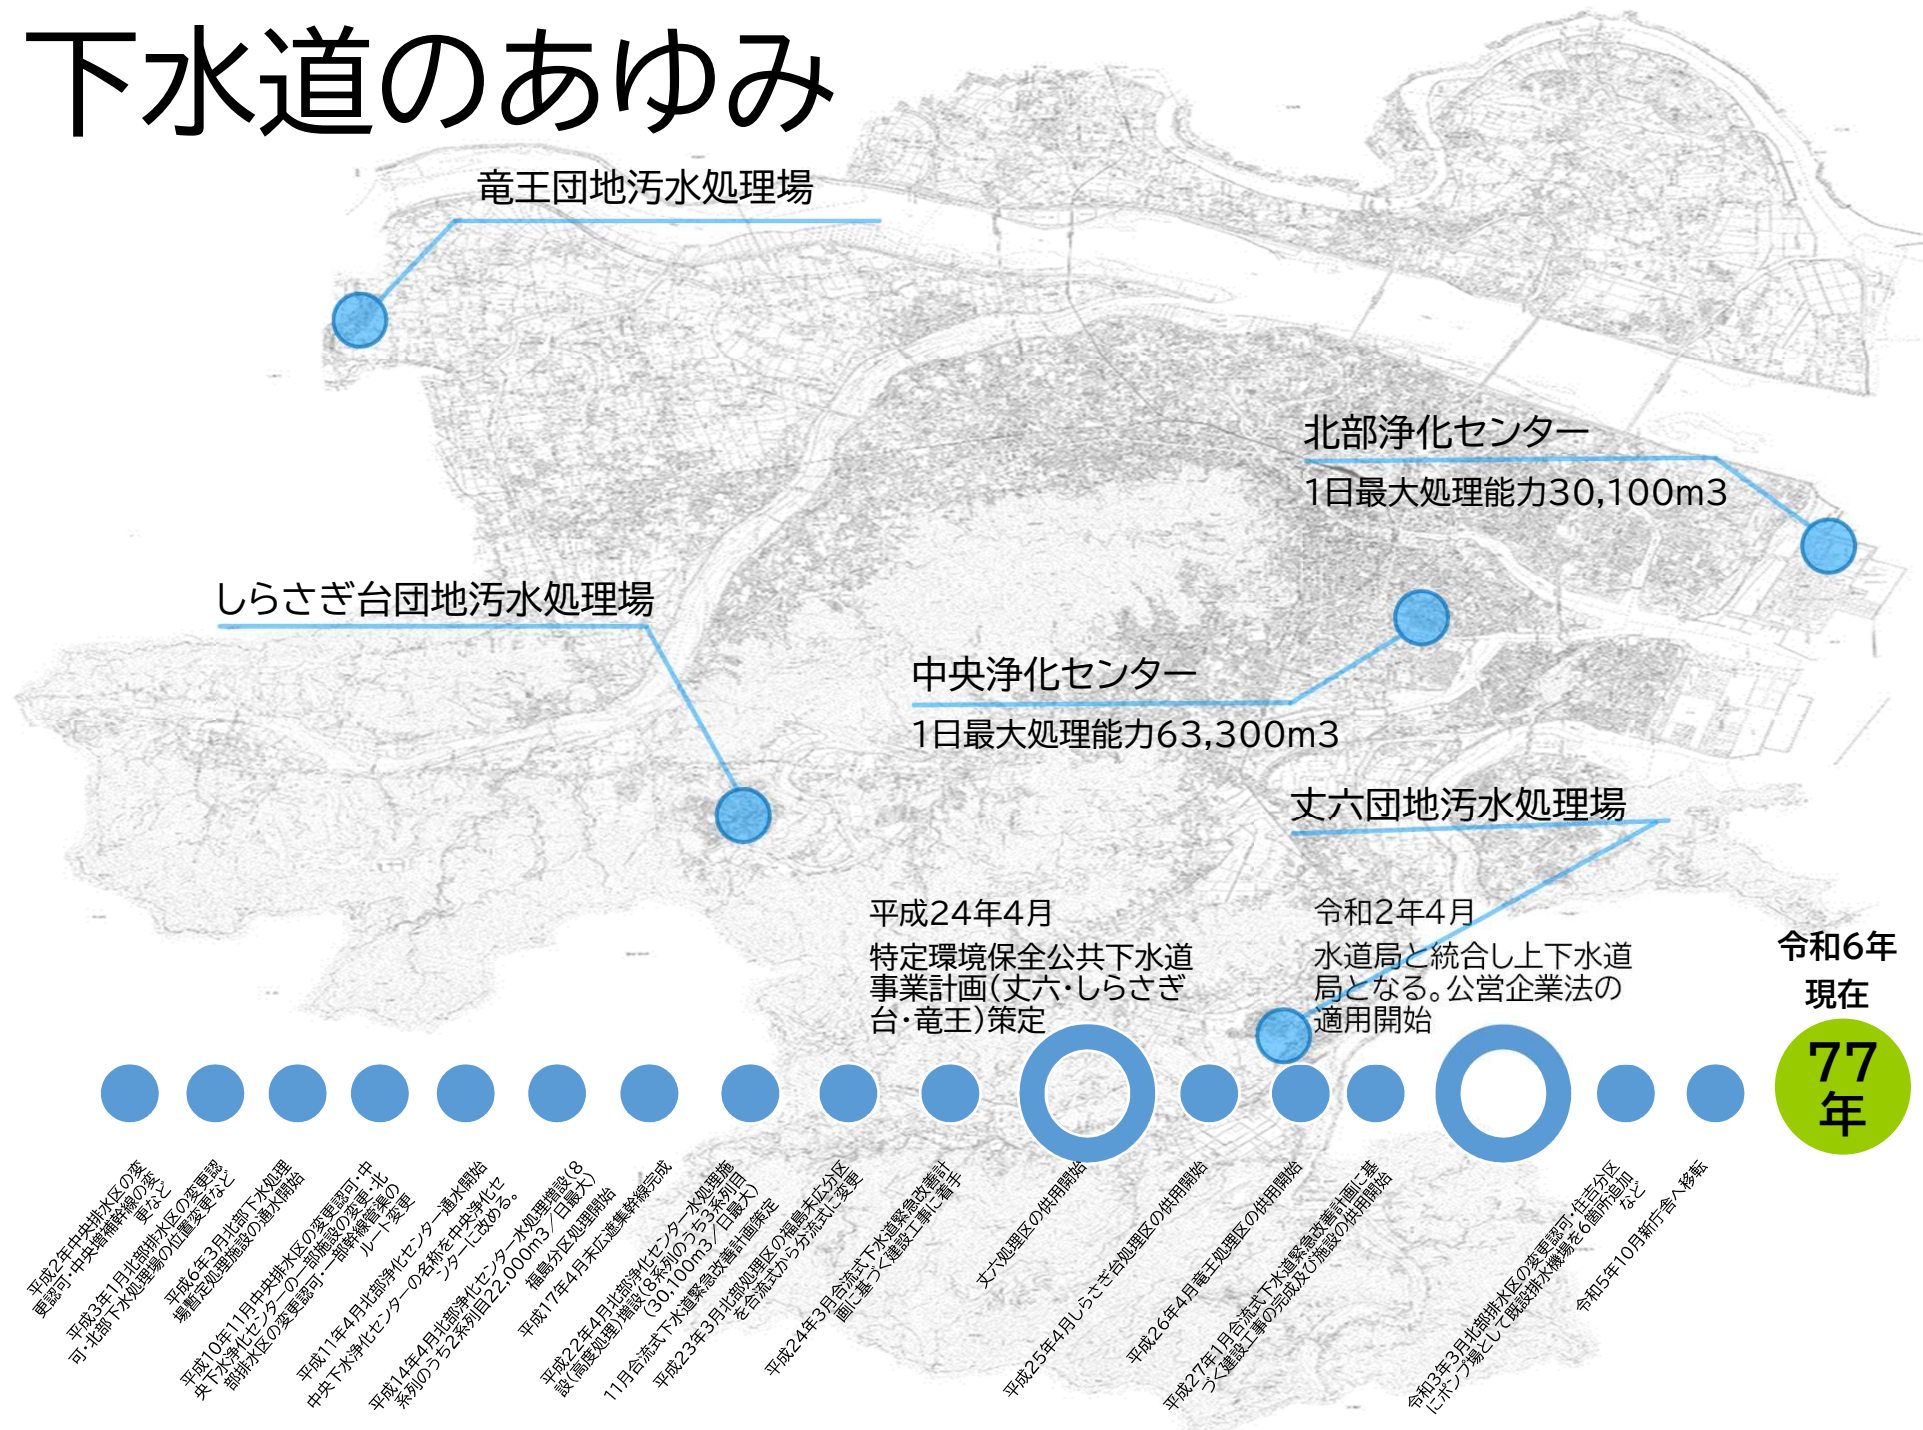 下水道のあゆみ
竜王団地汚水処理場
北部浄化センター
1日最大処理能力30,100m3
しらさぎ台団地汚水処理場
中央浄化センター
1日最大処理能力63,300m3
丈六団地汚水処理場
平成24年4月
特定環境保全公共下水道
事業計画(丈六・しらさぎ
台・竜王)策定
令和2年4月
水道局と統合し上下水道
局となる。公営企業法の
適用開始
令和6年
現在
77
年
平成2年中央排水区の変
更認可・中央増補幹線の変
更など
平成3年1月北部排水区の変更認
可・北部下水処理場の位置変更など
平成6年3月北部下水処理
場暫定処理施設の通水開始
平成10年11月中央排水区の変更認可・中
央下水浄化センターの一部施設の変更・北
部排水区の変更認可・一部幹線管渠の
ルート変更
平成11年4月北部浄化センター通水開始
中央下水浄化センターの名称を中央浄化セ
ンターに改める。
平成14年4月北部浄化センター水処理増設(8
系列のうち2系列目22,000m3/日最大)
福島分区処理開始
平成17年4月末広遮集幹線完成
平成22年4月北部浄化センター水処理施
設(高度処理)増設(8系列のうち3系列目
(30,100m3/日最大)
11月合流式下水道緊急改善計画策定
平成23年3月北部処理区の福島末広分区
を合流式から分流式に変更
平成24年3月合流式下水道緊急改善計
画に基づく建設工事に着手
丈六処理区の供用開始
平成25年4月しらさぎ台処理区の供用開始
平成26年4月竜王処理区の供用開始
平成27年1月合流式下水道緊急改善計画に基
づく建設工事の完成及び施設の供用開始
令和3年3月北部排水区の変更認可・住吉分区
にポンプ場として既設排水機場を6箇所追加
など
令和5年10月新庁舎へ移転